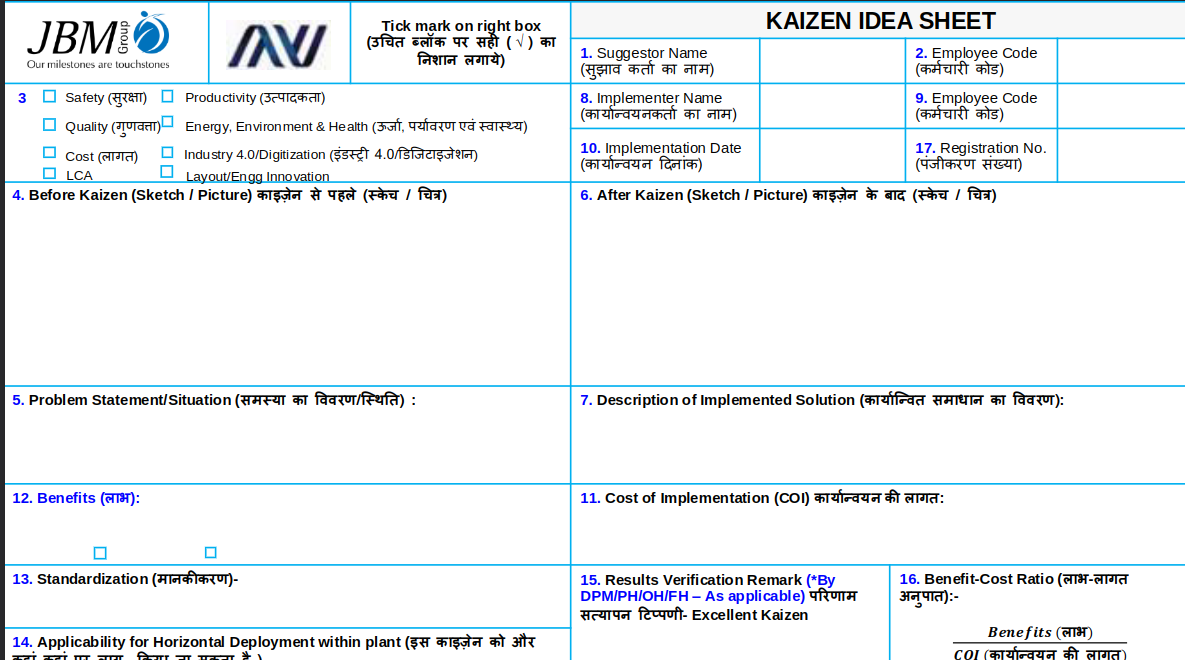 JBM Group
Our milestones are touchstones
Tick mark on right box
(उचित ब्लॉक पर सही ( √ ) का
निशान लगाये)
KAIZEN IDEA SHEET
1. Suggestor Name
(सुझाव कर्ता का नाम)
2. Employee Code
(कर्मचारी कोड)
3
Safety (सुरक्षा)
Productivity (उत्पादकता)
Quality (गुणवत्ता)
Energy, Environment & Health (ऊर्जा, पर्यावरण एवं स्वास्थ्य)
Cost (लागत)
Industry 4.0/Digitization (इंडस्ट्री 4.0/डिजिटाइजेशन)
LCA
Layout/Engg Innovation
8. Implementer Name
(कार्यान्वयनकर्ता का नाम)
9. Employee Code
(कर्मचारी कोड)
10. Implementation Date
(कार्यान्वयन दिनांक)
17. Registration No.
(पंजीकरण संख्या)
4. Before Kaizen (Sketch / Picture) काइज़ेन से पहले (स्केच / चित्र)
6. After Kaizen (Sketch / Picture) काइज़ेन के बाद (स्केच / चित्र)
5. Problem Statement/Situation (समस्या का विवरण/स्थिति) :
7. Description of Implemented Solution (कार्यान्वित समाधान का विवरण):
12. Benefits (लाभ):
11. Cost of Implementation (COI) कार्यान्वयन की लागत:
13. Standardization (मानकीकरण)-
15. Results Verification Remark (*By
DPM/PH/OH/FH – As applicable) परिणाम
सत्यापन टिप्पणी- Excellent Kaizen
16. Benefit-Cost Ratio (लाभ-लागत
अनुपात):-
Benefits (लाभ)
COI (कार्यान्वयन की लागत)
14. Applicability for Horizontal Deployment within plant (इस काइज़ेन को और